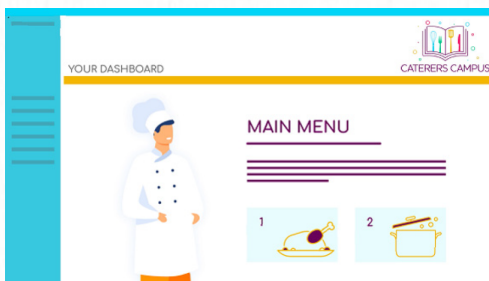 YOUR DASHBOARD
CATERERS CAMPUS
MAIN MENU
1
2